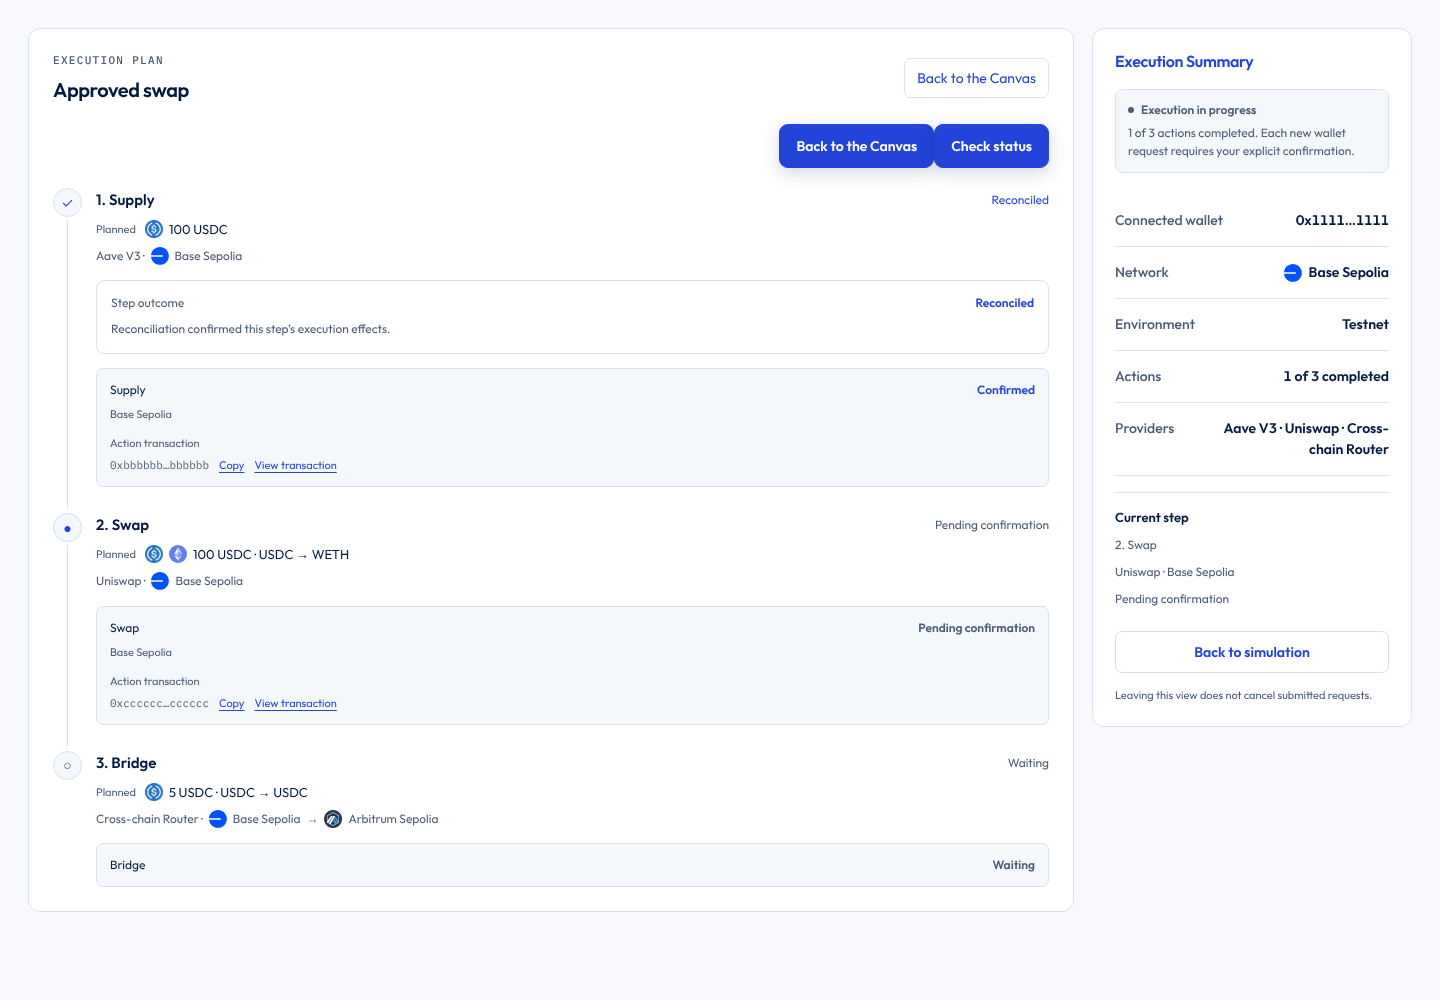 EXECUTION PLAN
Approved swap
Back to the Canvas
Back to the Canvas
Check status
1. Supply
Reconciled
Planned 100 USDC
Aave V3 · Base Sepolia
Step outcome
Reconciled
Reconciliation confirmed this step's execution effects.
Supply
Confirmed
Base Sepolia
Action transaction
0xbbbbbb…bbbbbb Copy View transaction
2. Swap
Pending confirmation
Planned 100 USDC · USDC → WETH
Uniswap · Base Sepolia
Swap
Pending confirmation
Base Sepolia
Action transaction
0xcccccc…cccccc Copy View transaction
3. Bridge
Waiting
Planned 5 USDC · USDC → USDC
Cross-chain Router · Base Sepolia → Arbitrum Sepolia
Bridge
Waiting
Execution Summary
Execution in progress
1 of 3 actions completed. Each new wallet
request requires your explicit confirmation.
Connected wallet 0x1111…1111
Network Base Sepolia
Environment Testnet
Actions 1 of 3 completed
Providers Aave V3 · Uniswap · Cross-
chain Router
Current step
2. Swap
Uniswap · Base Sepolia
Pending confirmation
Back to simulation
Leaving this view does not cancel submitted requests.